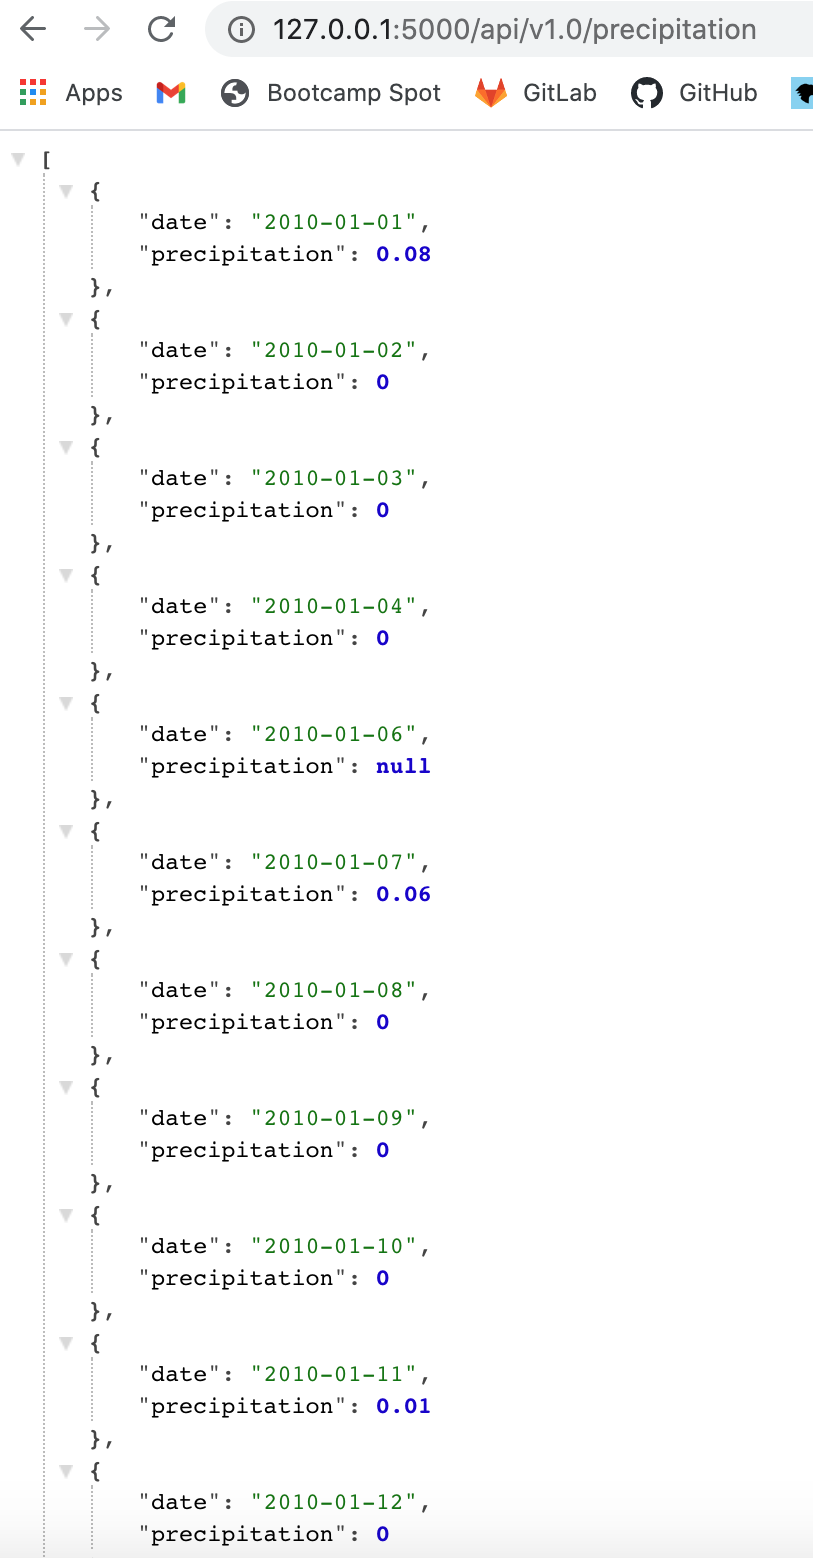 127.0.0.1:5000/api/v1.0/precipitation
Apps Bootcamp Spot GitLab GitHub
[
{
"date": "2010-01-01",
"precipitation": 0.08
},
{
"date": "2010-01-02",
"precipitation": 0
},
{
"date": "2010-01-03",
"precipitation": 0
},
{
"date": "2010-01-04",
"precipitation": 0
},
{
"date": "2010-01-06",
"precipitation": null
},
{
"date": "2010-01-07",
"precipitation": 0.06
},
{
"date": "2010-01-08",
"precipitation": 0
},
{
"date": "2010-01-09",
"precipitation": 0
},
{
"date": "2010-01-10",
"precipitation": 0
},
{
"date": "2010-01-11",
"precipitation": 0.01
},
{
"date": "2010-01-12",
"precipitation": 0